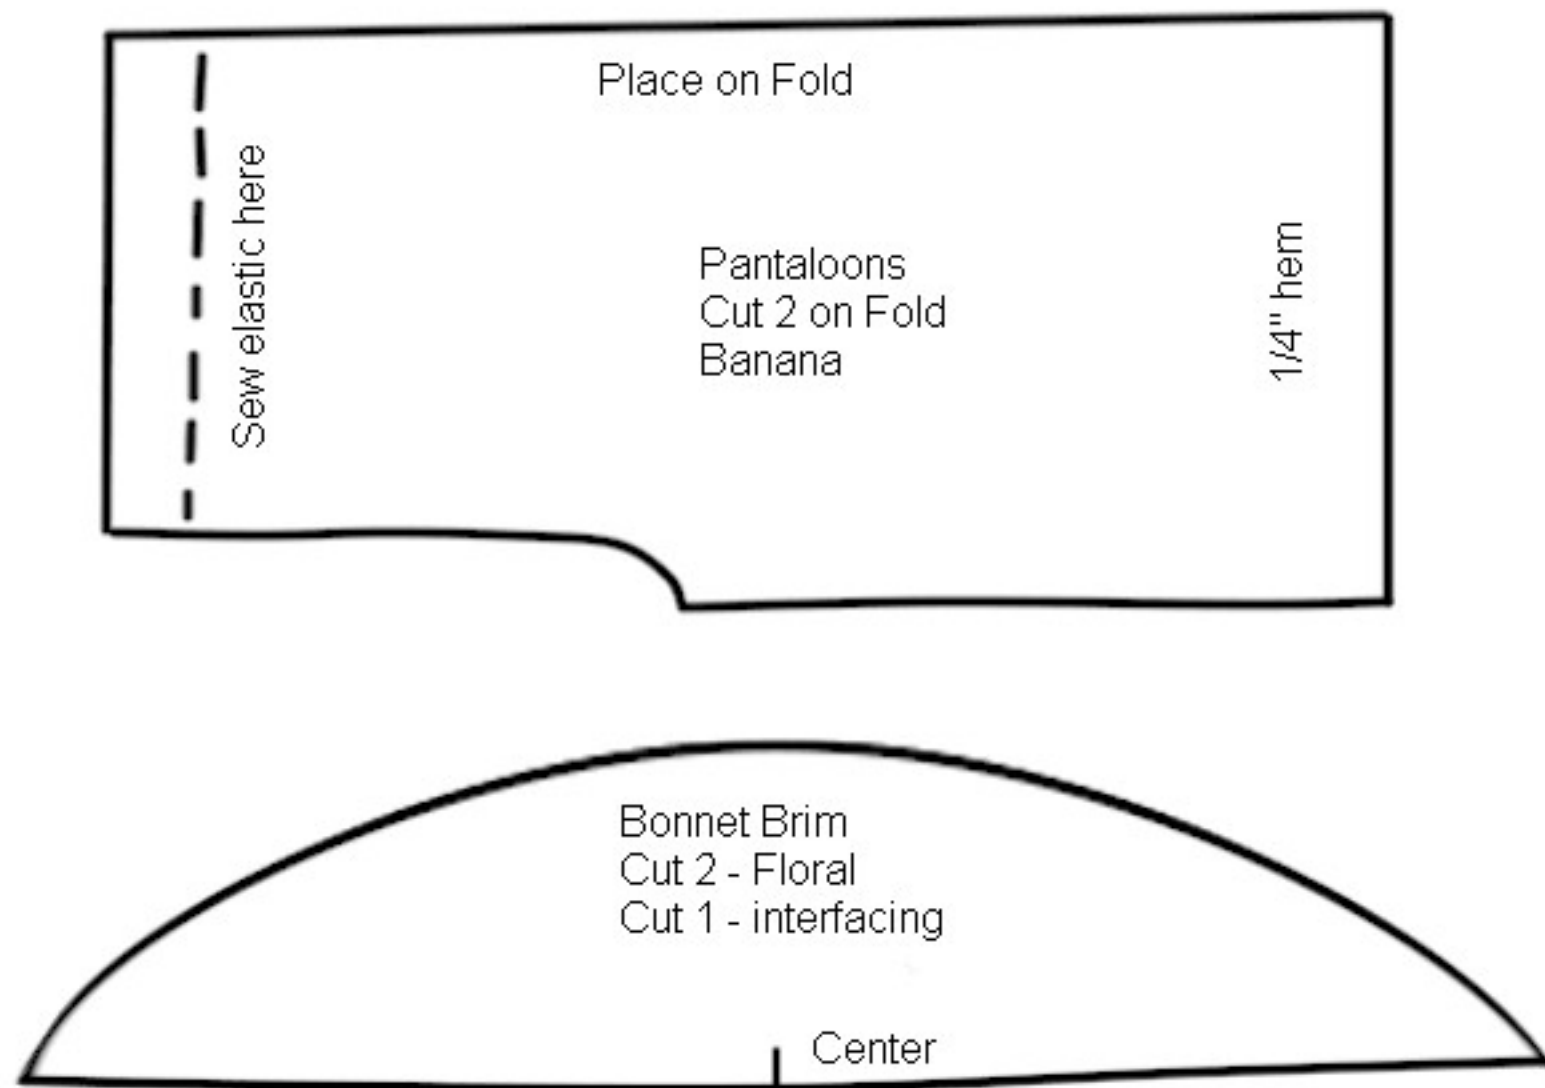 Place on Fold
Sew elastic here
Pantaloons
Cut 2 on Fold
Banana
1/4" hem
Bonnet Brim
Cut 2 - Floral
Cut 1 - interfacing
Center